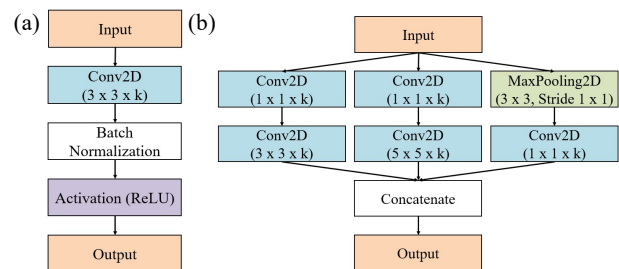 (a)
Input
Conv2D
(3 x 3 x k)
Batch
Normalization
Activation (ReLU)
Output
(b)
Input
Conv2D
(1 x 1 x k)
Conv2D
(1 x 1 x k)
MaxPooling2D
(3 x 3, Stride 1 x 1)
Conv2D
(3 x 3 x k)
Conv2D
(5 x 5 x k)
Conv2D
(1 x 1 x k)
Concatenate
Output